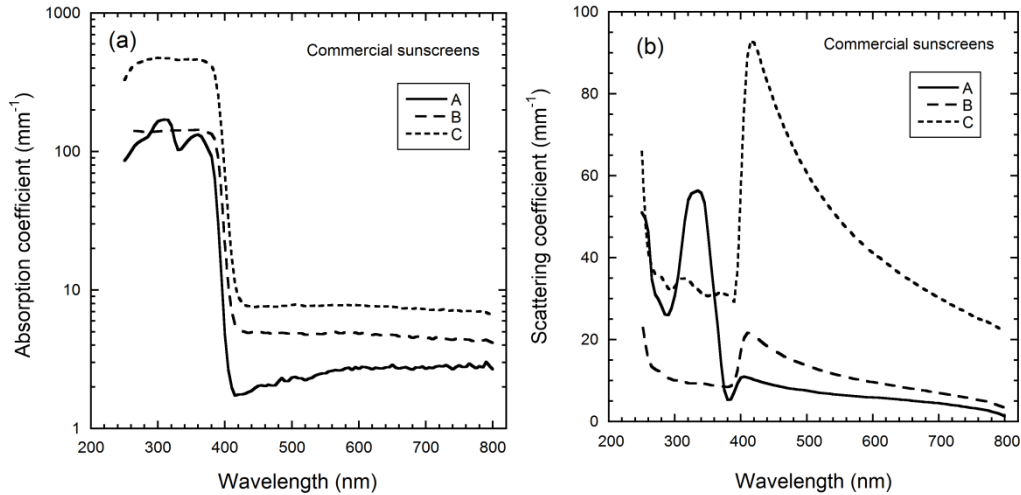 (a)
Commercial sunscreens
A
B
C
1000
100
10
1
Absorption coefficient (mm⁻¹)
200 300 400 500 600 700 800
Wavelength (nm)
(b)
Commercial sunscreens
A
B
C
100
80
60
40
20
0
Scattering coefficient (mm⁻¹)
200 300 400 500 600 700 800
Wavelength (nm)